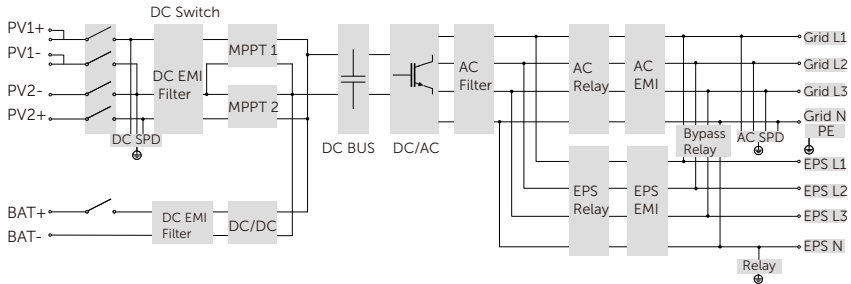 DC Switch
PV1+
PV1-
PV2-
PV2+
DC EMI
Filter
MPPT 1
MPPT 2
DC SPD
DC BUS
DC/AC
AC
Filter
AC
Relay
AC
EMI
Bypass
Relay
AC SPD
Grid L1
Grid L2
Grid L3
Grid N
PE
BAT+
BAT-
DC EMI
Filter
DC/DC
EPS
Relay
EPS
EMI
EPS L1
EPS L2
EPS L3
EPS N
Relay